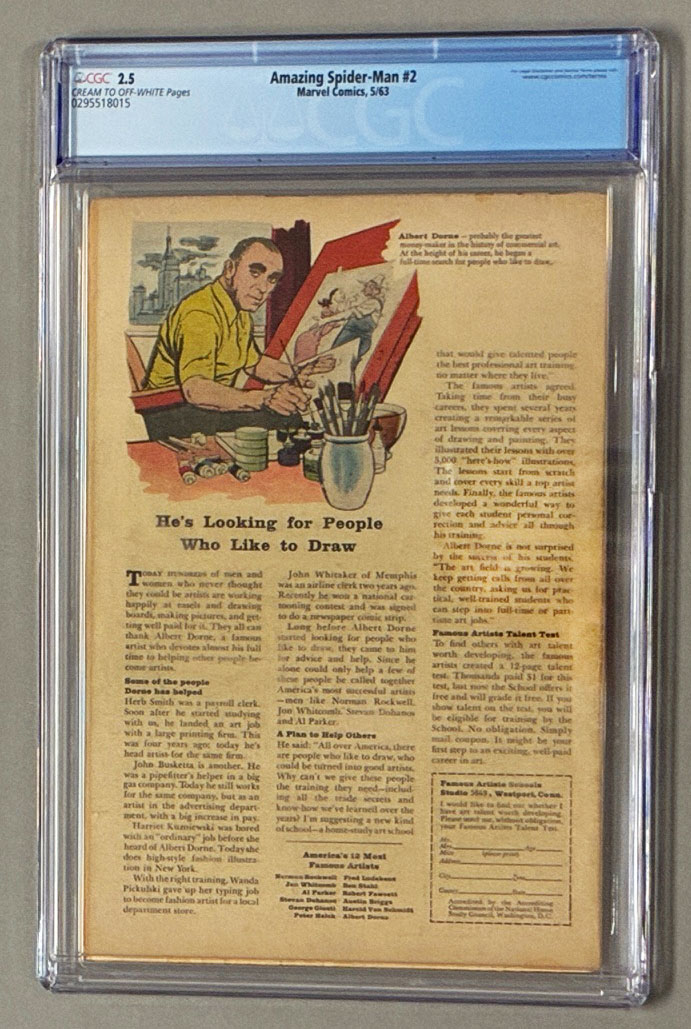 CGC 2.5
CREAM TO OFF-WHITE Pages
0295518015
Amazing Spider-Man #2
Marvel Comics, 5/63
www.cgccomics.com/terms
CGC
Albert Dorne – probably the greatest
money-maker in the history of commercial art.
At the height of his career, he began a
full-time search for people who like to draw.
He's Looking for People
Who Like to Draw
TODAY HUNDREDS of men and
women who never thought
they could be artists are working
happily at easels and drawing
boards, making pictures, and get-
ting well paid for it. They all can
thank Albert Dorne, a famous
artist who devotes almost his full
time to helping other people be-
come artists.
Some of the people
Dorne has helped
Herb Smith was a payroll clerk.
Soon after he started studying
with us, he landed an art job
with a large printing firm. This
was four years ago; today he's
head artist for the same firm.
John Busketta is another. He
was a pipefitter's helper in a big
gas company. Today he still works
for the same company, but as an
artist in the advertising depart-
ment, with a big increase in pay.
Harriet Kuzniewski was bored
with an "ordinary" job before she
heard of Albert Dorne. Today she
does high-style fashion illustra-
tion in New York.
With the right training, Wanda
Pickulski gave up her typing job
to become fashion artist for a local
department store.
John Whitaker of Memphis
was an airline clerk two years ago.
Recently he won a national car-
tooning contest and was signed
to do a newspaper comic strip.
Long before Albert Dorne
started looking for people who
like to draw, they came to him
for advice and help. Since he
alone could only help a few of
these people he called together
America's most successful artists
—men like Norman Rockwell,
Jon Whitcomb, Stevan Dohanos
and Al Parker.
A Plan to Help Others
He said: "All over America, there
are people who like to draw, who
could be turned into good artists.
Why can't we give these people
the training they need—includ-
ing all the trade secrets and
know-how we've learned over the
years? I'm suggesting a new kind
of school—a home-study art school
America's 12 Most
Famous Artists
Norman Rockwell
Jon Whitcomb
Al Parker
Stevan Dohanos
George Giusti
Peter Helck
Fred Ludekens
Ben Stahl
Robert Fawcett
Austin Briggs
Harold Von Schmidt
Albert Dorne
that would give talented people
the best professional art training
no matter where they live."
The famous artists agreed.
Taking time from their busy
careers, they spent several years
creating a remarkable series of
art lessons covering every aspect
of drawing and painting. They
illustrated their lessons with over
5,000 "here's-how" illustrations.
The lessons start from scratch
and cover every skill a top artist
needs. Finally, the famous artists
developed a wonderful way to
give each student personal cor-
rection and advice all through
his training.
Albert Dorne is not surprised
by the success of his students.
"The art field is growing. We
keep getting calls from all over
the country, asking us for prac-
tical, well-trained students who
can step into full-time or part-
time art jobs."
Famous Artists Talent Test
To find others with art talent
worth developing, the famous
artists created a 12-page talent
test. Thousands paid $1 for this
test, but now the School offers it
free and will grade it free. If you
show talent on the test, you will
be eligible for training by the
School. No obligation. Simply
mail coupon. It might be your
first step to an exciting, well-paid
career in art.
Famous Artists Schools
Studio 5063, Westport, Conn.
I would like to find out whether I
have art talent worth developing.
Please send me, without obligation,
your Famous Artists Talent Test.
Mr.
Mrs. Age
Miss (please print)
Address
City Zone
County State
Accredited by the Accrediting
Commission of the National Home
Study Council, Washington, D.C.